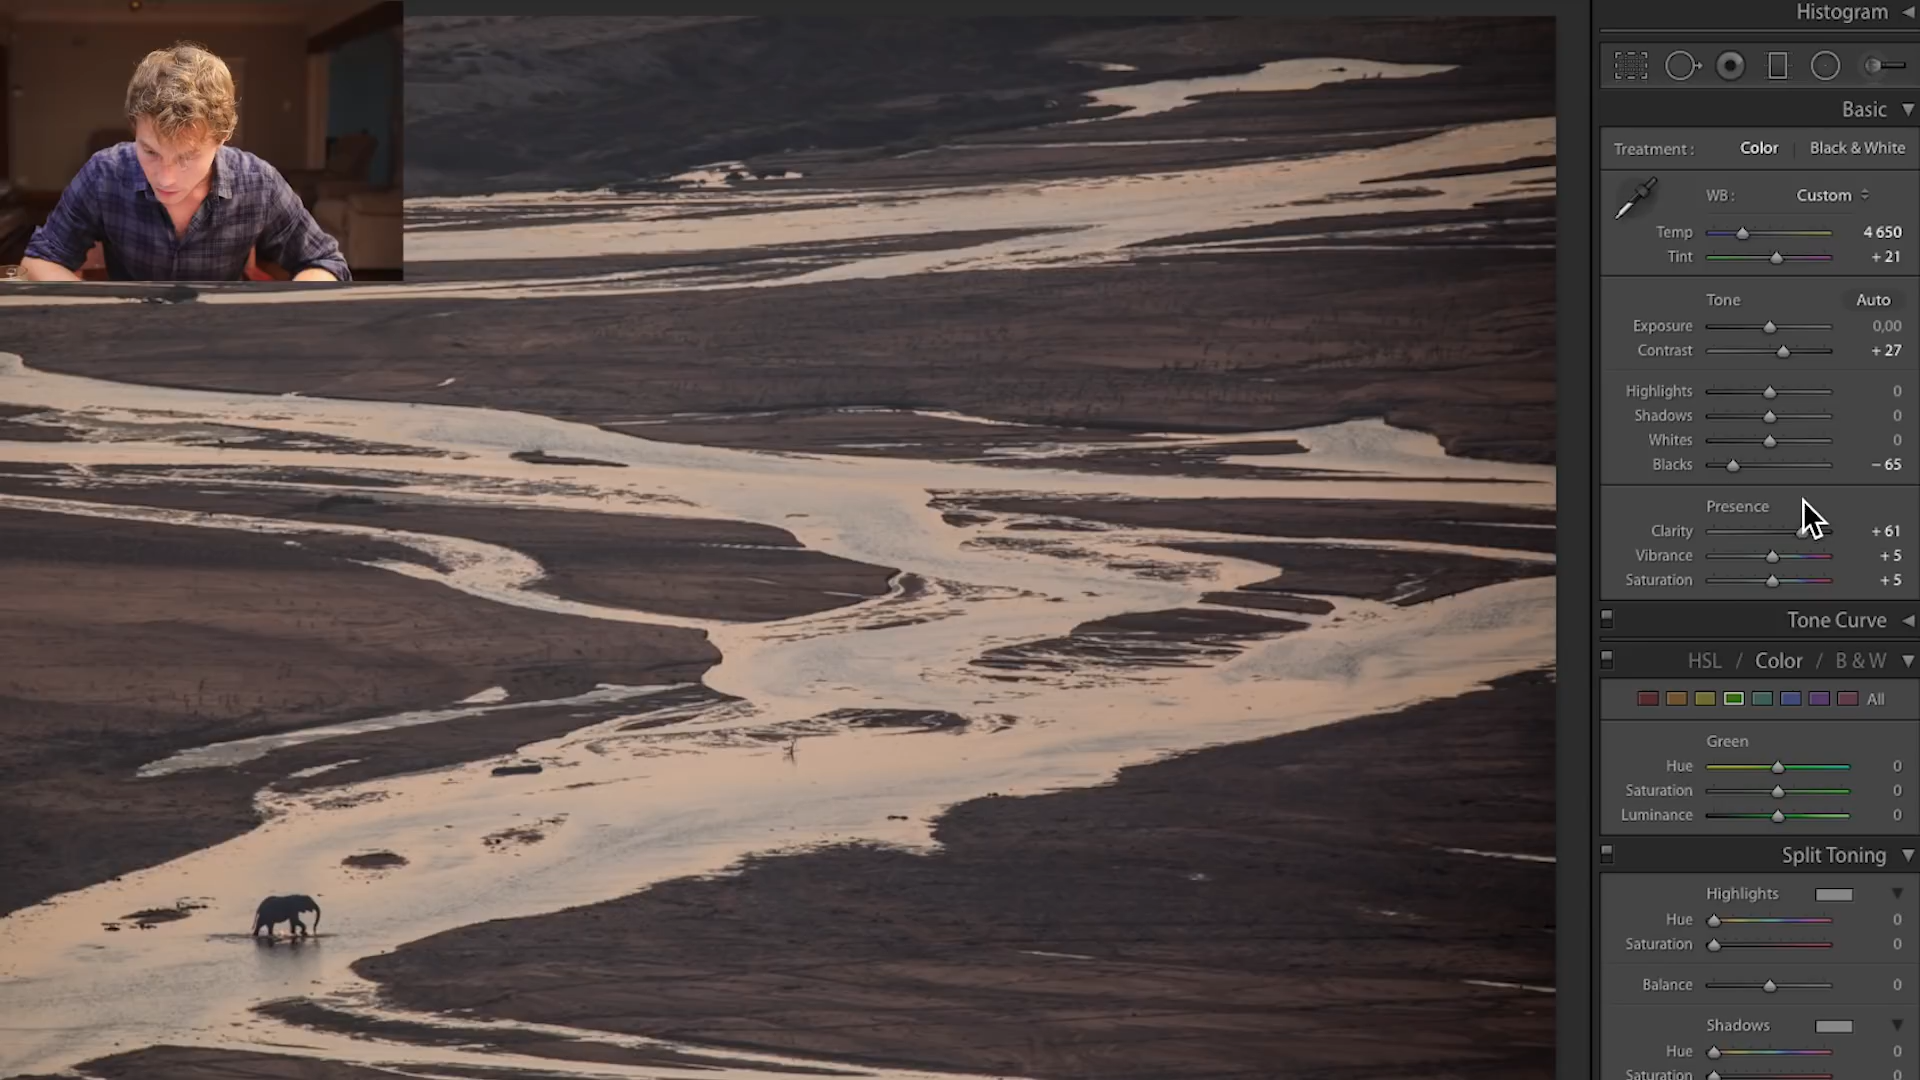 Histogram
Basic
Treatment : Color Black & White
WB : Custom
Temp 4 650
Tint + 21
Tone Auto
Exposure 0,00
Contrast + 27
Highlights 0
Shadows 0
Whites 0
Blacks – 65
Presence
Clarity + 61
Vibrance + 5
Saturation + 5
Tone Curve
HSL / Color / B & W
All
Green
Hue 0
Saturation 0
Luminance 0
Split Toning
Highlights
Hue 0
Saturation 0
Balance 0
Shadows
Hue 0
Saturation 0